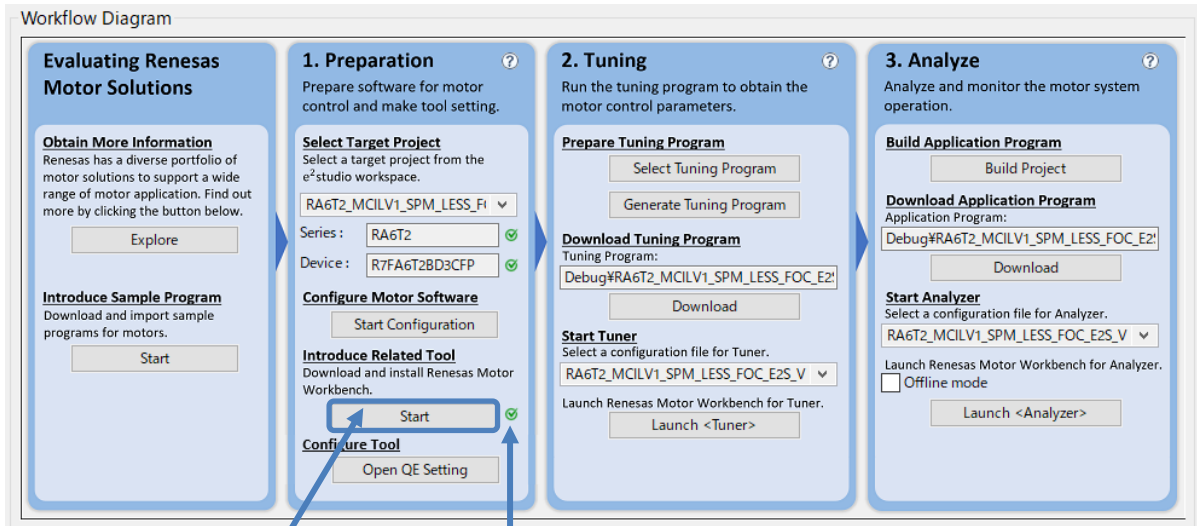 Workflow Diagram
Evaluating Renesas
Motor Solutions
Obtain More Information
Renesas has a diverse portfolio of
motor solutions to support a wide
range of motor application. Find out
more by clicking the button below.
Explore
Introduce Sample Program
Download and import sample
programs for motors.
Start
1. Preparation ?
Prepare software for motor
control and make tool setting.
Select Target Project
Select a target project from the
e²studio workspace.
RA6T2_MCILV1_SPM_LESS_F
Series : RA6T2
Device : R7FA6T2BD3CFP
Configure Motor Software
Start Configuration
Introduce Related Tool
Download and install Renesas Motor
Workbench.
Start
Configure Tool
Open QE Setting
2. Tuning ?
Run the tuning program to obtain the
motor control parameters.
Prepare Tuning Program
Select Tuning Program
Generate Tuning Program
Download Tuning Program
Tuning Program:
Debug¥RA6T2_MCILV1_SPM_LESS_FOC_E2
Download
Start Tuner
Select a configuration file for Tuner.
RA6T2_MCILV1_SPM_LESS_FOC_E2S_V
Launch Renesas Motor Workbench for Tuner.
Launch <Tuner>
3. Analyze ?
Analyze and monitor the motor system
operation.
Build Application Program
Build Project
Download Application Program
Application Program:
Debug¥RA6T2_MCILV1_SPM_LESS_FOC_E2
Download
Start Analyzer
Select a configuration file for Analyzer.
RA6T2_MCILV1_SPM_LESS_FOC_E2S_V
Launch Renesas Motor Workbench for Analyzer.
Offline mode
Launch <Analyzer>